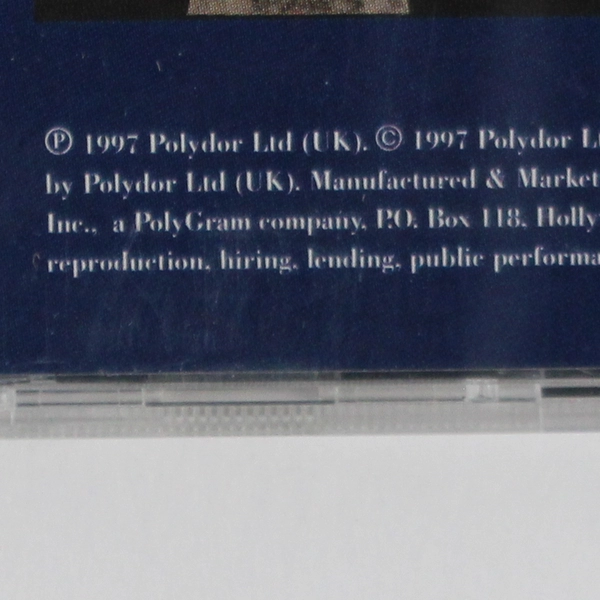 ℗ 1997 Polydor Ltd (UK). © 1997 Polydor
by Polydor Ltd (UK). Manufactured & Market
Inc., a PolyGram company, P.O. Box 118, Holly
reproduction, hiring, lending, public performa